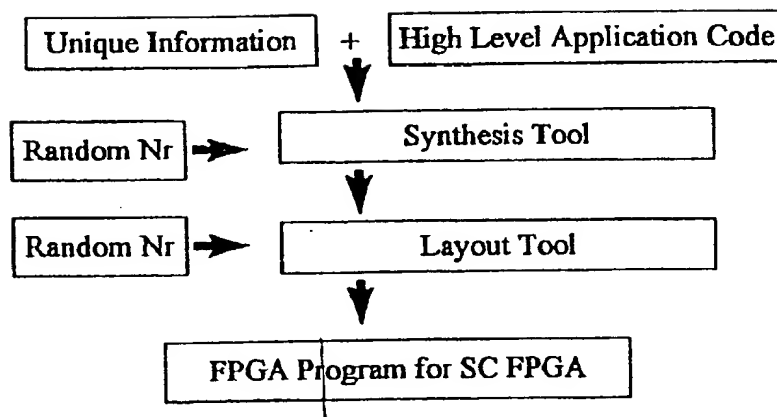 Unique Information + High Level Application Code
Random Nr Synthesis Tool
Random Nr Layout Tool
FPGA Program for SC FPGA